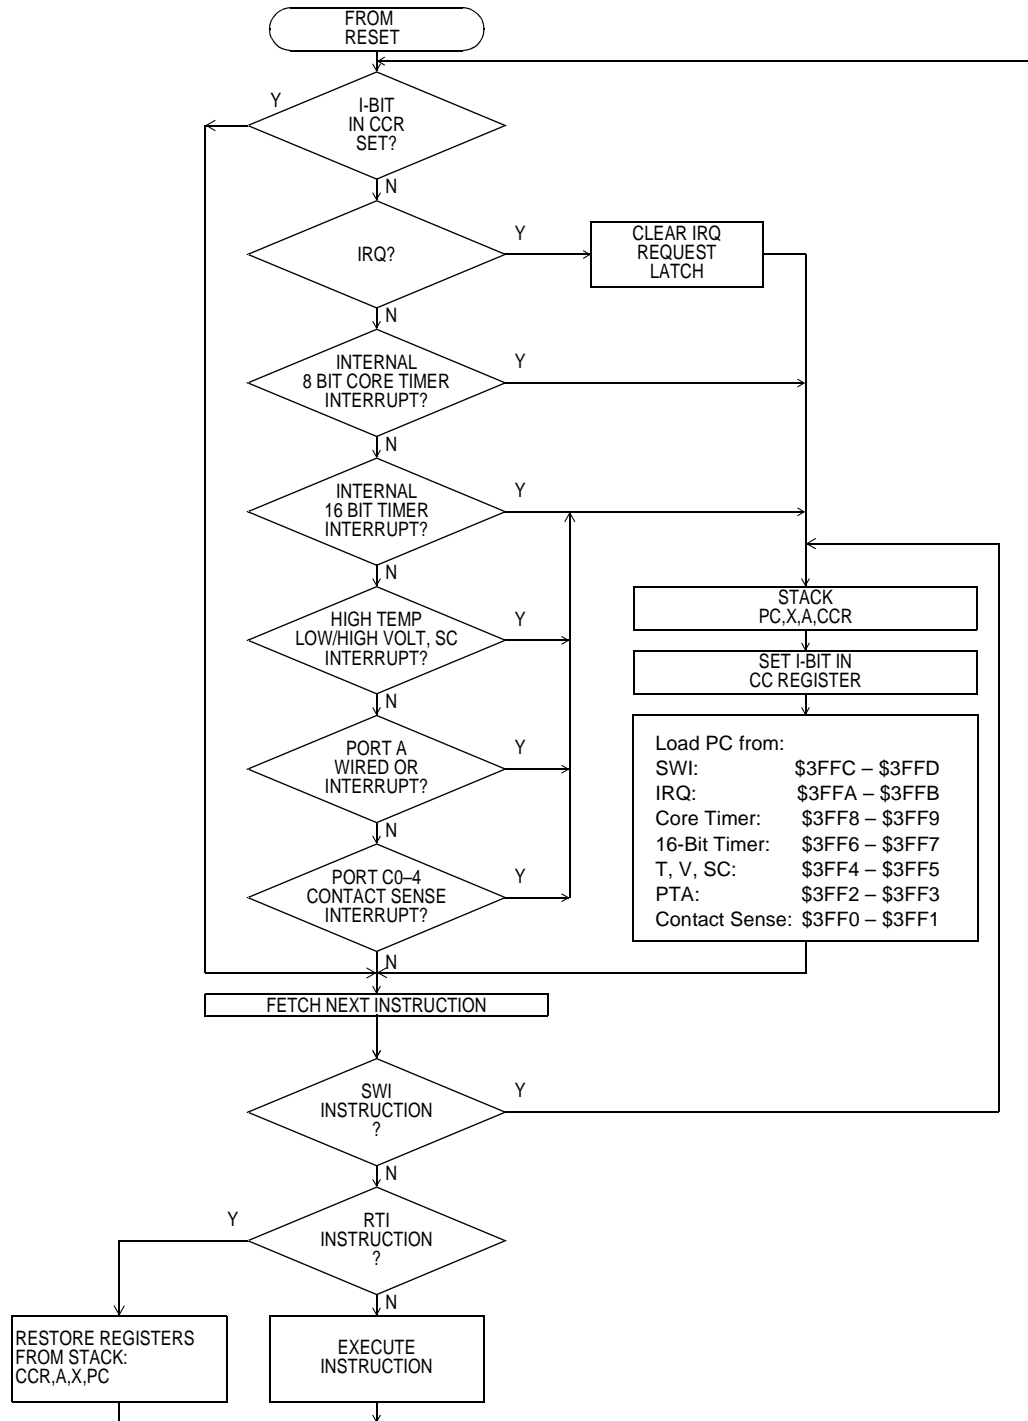 FROM
RESET
Y
I-BIT
IN CCR
SET?
N
IRQ?
Y
CLEAR IRQ
REQUEST
LATCH
N
INTERNAL
8 BIT CORE TIMER
INTERRUPT?
Y
N
INTERNAL
16 BIT TIMER
INTERRUPT?
Y
N
HIGH TEMP
LOW/HIGH VOLT, SC
INTERRUPT?
Y
N
PORT A
WIRED OR
INTERRUPT?
Y
N
PORT C0–4
CONTACT SENSE
INTERRUPT?
Y
N
STACK
PC,X,A,CCR
SET I-BIT IN
CC REGISTER
Load PC from:
SWI: $3FFC – $3FFD
IRQ: $3FFA – $3FFB
Core Timer: $3FF8 – $3FF9
16-Bit Timer: $3FF6 – $3FF7
T, V, SC: $3FF4 – $3FF5
PTA: $3FF2 – $3FF3
Contact Sense: $3FF0 – $3FF1
FETCH NEXT INSTRUCTION
SWI
INSTRUCTION
?
Y
N
Y
RTI
INSTRUCTION
?
N
RESTORE REGISTERS
FROM STACK:
CCR,A,X,PC
EXECUTE
INSTRUCTION